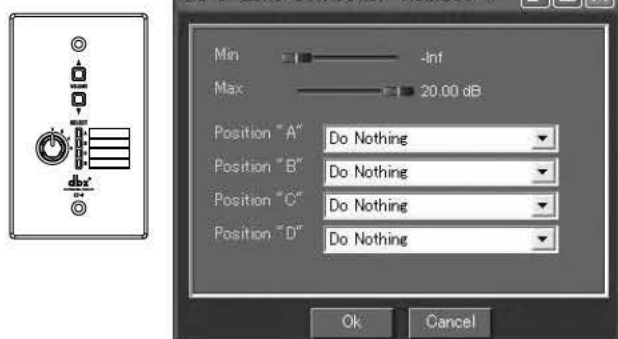 VOLUME
SELECT
dbx
Min -Inf
Max 20.00 dB
Position "A" Do Nothing
Position "B" Do Nothing
Position "C" Do Nothing
Position "D" Do Nothing
Ok Cancel